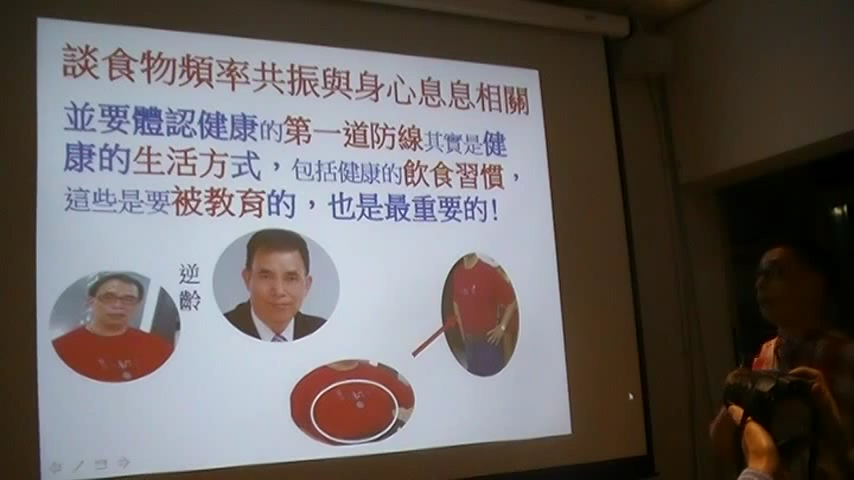 談食物頻率共振與身心息息相關
並要體認健康的第一道防線其實是健
康的生活方式，包括健康的飲食習慣，
這些是要被教育的，也是最重要的!
逆
齡